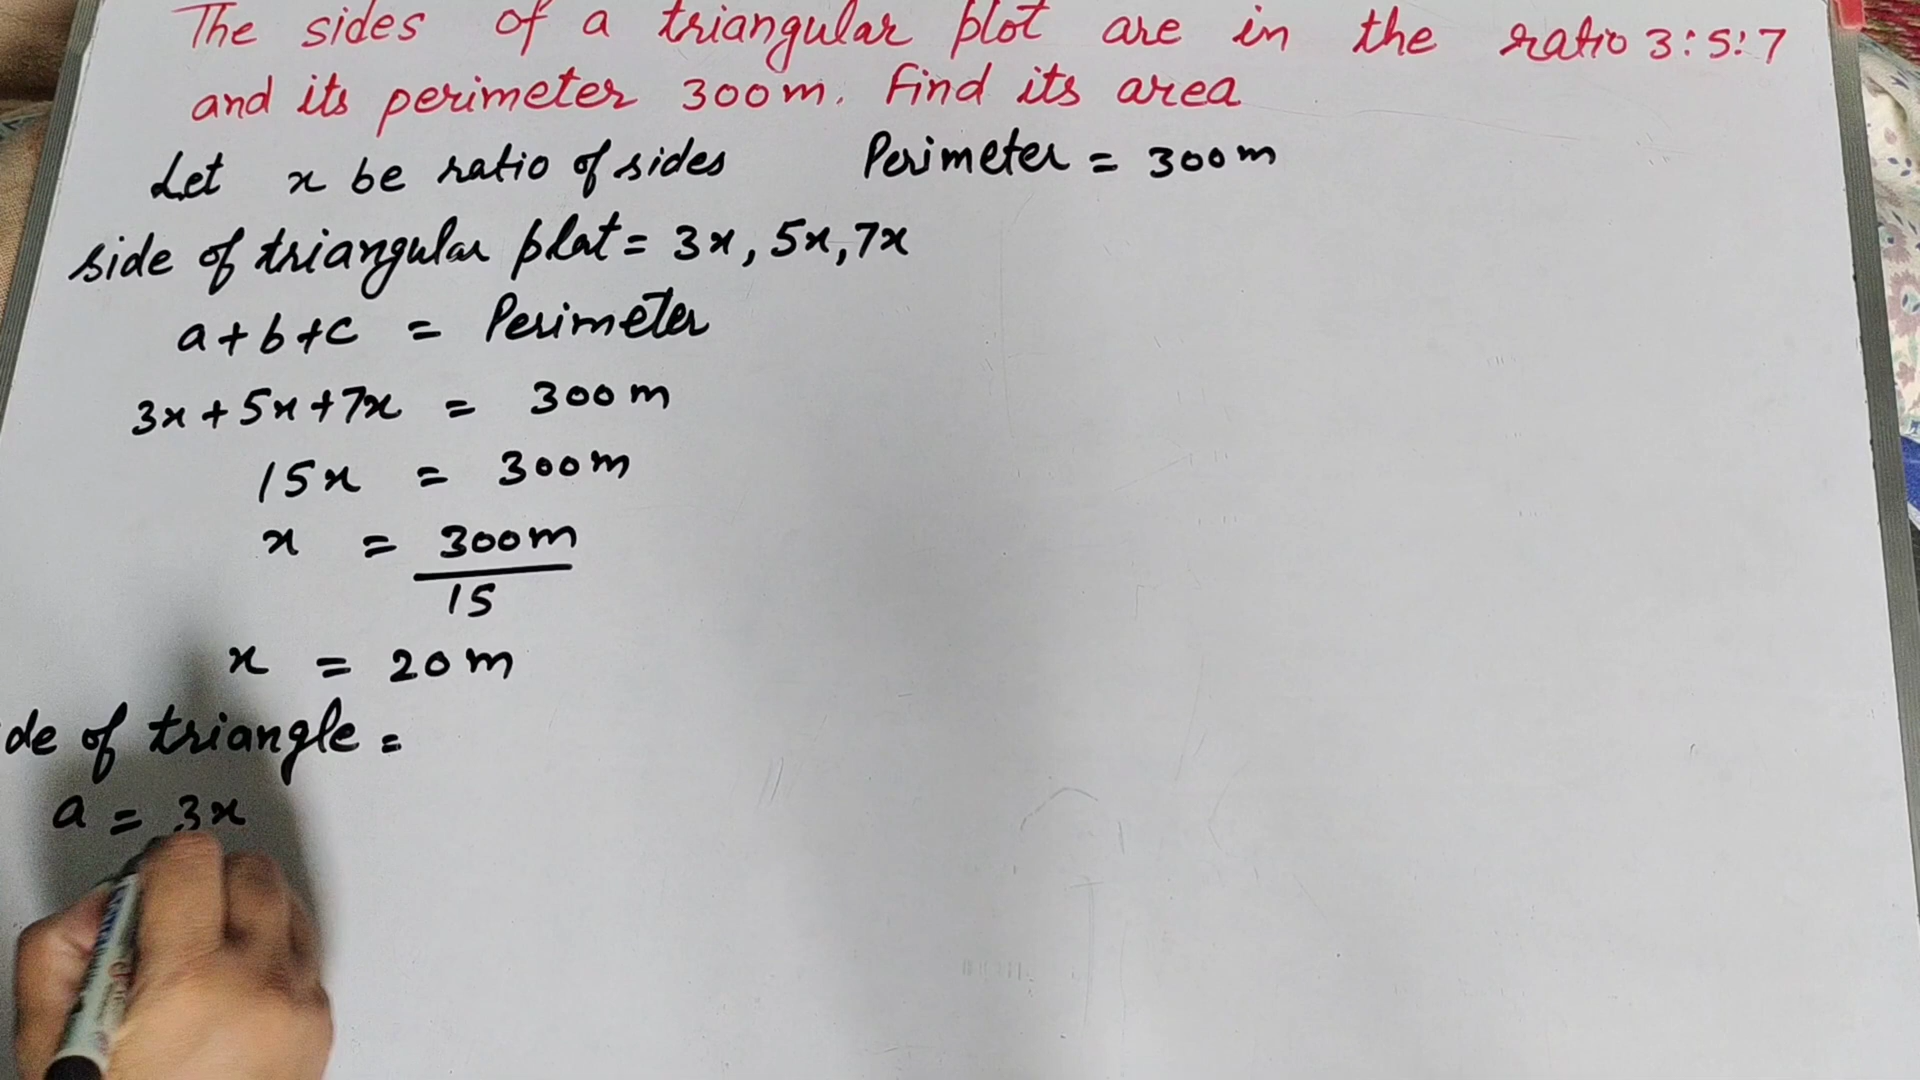 The sides of a triangular plot are in the ratio 3:5:7
and its perimeter 300m. Find its area
Let x be ratio of sides Perimeter = 300m
side of triangular plot = 3x, 5x, 7x
a+b+c = Perimeter
3x+5x+7x = 300m
15x = 300m
x = 300m
15
x = 20m
de of triangle =
a = 3x